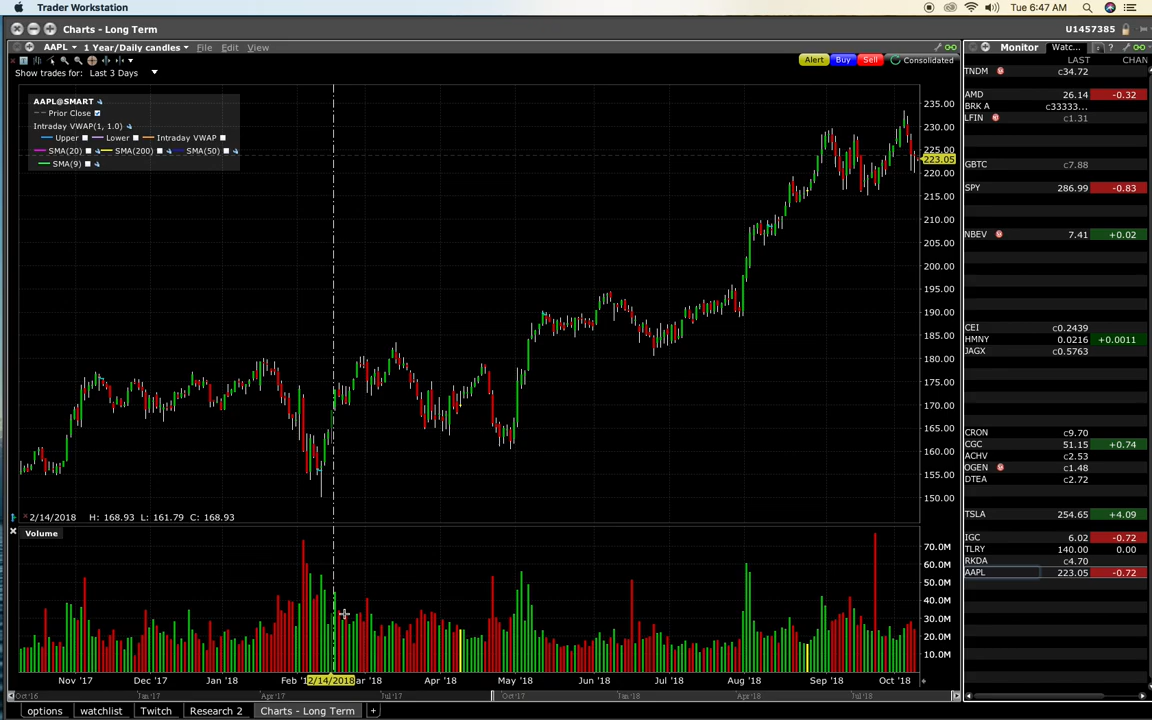 Trader Workstation
Tue 6:47 AM
Charts - Long Term
U1457385
AAPL 1 Year/Daily candles File Edit View
Show trades for: Last 3 Days
Alert Buy Sell Consolidated
AAPL@SMART
Prior Close
Intraday VWAP(1, 1.0)
Upper Lower Intraday VWAP
SMA(20) SMA(200) SMA(50)
SMA(9)
235.00
230.00
225.00
223.05
220.00
215.00
210.00
205.00
200.00
195.00
190.00
185.00
180.00
175.00
170.00
165.00
160.00
155.00
150.00
2/14/2018 H: 168.93 L: 161.79 C: 168.93
Volume
70.0M
60.0M
50.0M
40.0M
30.0M
20.0M
10.0M
Nov '17 Dec '17 Jan '18 Feb 2/14/2018 ar '18 Apr '18 May '18 Jun '18 Jul '18 Aug '18 Sep '18 Oct '18
Oct'16 Jan'17 Apr'17 Jul'17 Oct'17 Jan'18 Apr'18 Jul'18
options watchlist Twitch Research 2 Charts - Long Term +
Monitor Watc...
LAST CHAN
TNDM c34.72
AMD 26.14 -0.32
BRK A c33333...
LFIN c1.31
GBTC c7.88
SPY 286.99 -0.83
NBEV 7.41 +0.02
CEI c0.2439
HMNY 0.0216 +0.0011
JAGX c0.5763
CRON c9.70
CGC 51.15 +0.74
ACHV c2.53
OGEN c1.48
DTEA c2.72
TSLA 254.65 +4.09
IGC 6.02 -0.72
TLRY 140.00 0.00
RKDA c4.70
AAPL 223.05 -0.72